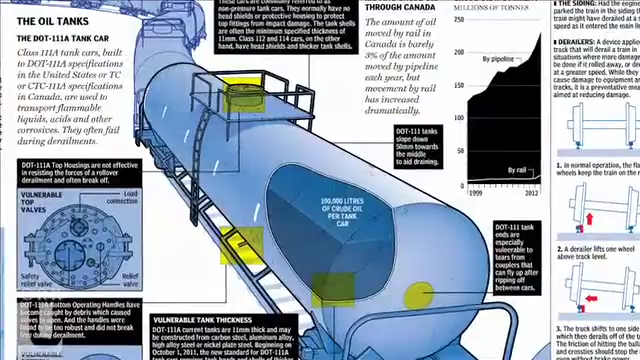 THE OIL TANKS
THE DOT-111A TANK CAR
Class 111A tank cars, built
to DOT-111A specifications
in the United States or TC
or CTC-111A specifications
in Canada, are used to
transport flammable
liquids, acids and other
corrosives. They often fail
during derailments.
non-pressure tank cars. They normally have no
head shields or protective housing to protect
top fittings from impact damage. The tank shells
are often the minimum specified thickness of
11mm. Class 112 and 114 cars, on the other
hand, have head shields and thicker tank shells.
THROUGH CANADA
The amount of oil
moved by rail in
Canada is barely
3% of the amount
moved by pipeline
each year, but
movement by rail
has increased
dramatically.
MILLIONS OF TONNES
250
200
150
100
50
0
By pipeline
By rail
1999
2012
THE SIDING: Had the
parked the train in the siding
train might have derailed at a
speed as it entered the main
DERAILERS: A device
track that will derail a train in
situations where more damage
be done if it rolled away, or
at a greater speed. While they
cause damage to equipment
tracks, it is a preventative
aimed at reducing damage.
1. In normal operation, the
wheels keep the train on the
2. A derailer lifts one wheel
above track level.
3. The truck shifts to one side
which then derails off of the
The friction of hitting the
and crossties should stop the
DOT-111 tanks
slope down
50mm towards
the middle
to aid draining.
DOT-111A Top Housings are not effective
in resisting the forces of a rollover
derailment and often break off.
VULNERABLE
TOP
VALVES
Load
connection
Safety
relief valve
Relief
valve
100,000 LITRES
OF CRUDE OIL
PER TANK
CAR
DOT-111 tank
ends are
especially
vulnerable to
tears from
couplers that
can fly up after
ripping off
between cars.
DOT-111A Bottom Operating Handles have
become caught by debris which caused
valves to open. And the handles were
found to be too robust and did not break
free during derailment.
VULNERABLE
VULNERABLE TANK THICKNESS
DOT-111A current tanks are 11mm thick and may
be constructed from carbon steel, aluminum alloy,
high alloy steel or nickel plate steel. Beginning on
October 1, 2011, the new standard for DOT-111A